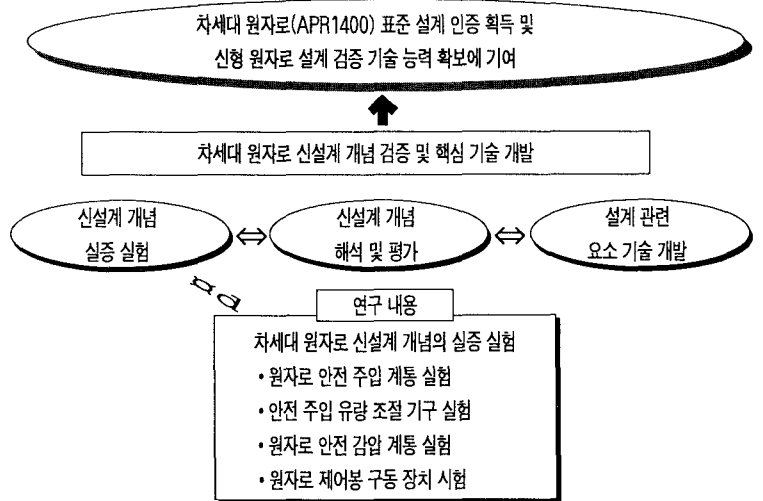 차세대 원자로(APR1400) 표준 설계 인증 획득 및
신형 원자로 설계 검증 기술 능력 확보에 기여
차세대 원자로 신설계 개념 검증 및 핵심 기술 개발
신설계 개념
실증 실험
신설계 개념
해석 및 평가
설계 관련
요소 기술 개발
연구 내용
차세대 원자로 신설계 개념의 실증 실험
• 원자로 안전 주입 계통 실험
• 안전 주입 유량 조절 기구 실험
• 원자로 안전 감압 계통 실험
• 원자로 제어봉 구동 장치 시험